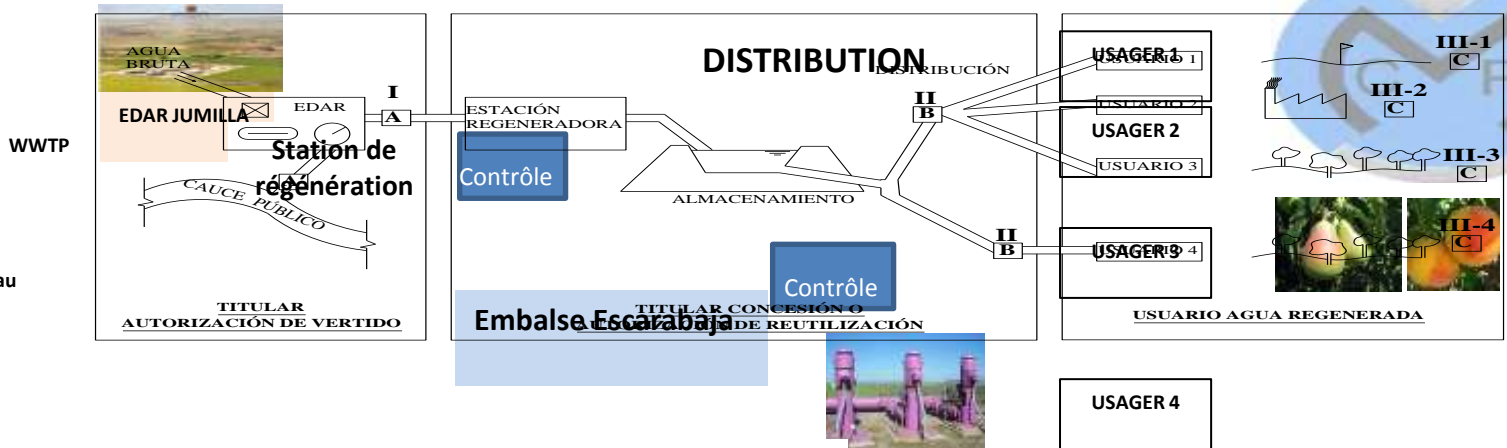 AGUA
BRUTA
EDAR JUMILLA
EDAR
WWTP
Station de
régénération
I
A
A
CAUCE PÚBLICO
au
TITULAR
AUTORIZACIÓN DE VERTIDO
DISTRIBUTION
DISTRIBUCIÓN
ESTACIÓN
REGENERADORA
Contrôle
ALMACENAMIENTO
II
B
II
B
Contrôle
Embalse Escarabaja
TITULAR CONCESIÓN O
AUTORIZACIÓN DE REUTILIZACIÓN
USAGER 1
USUARIO 1
USUARIO 2
USAGER 2
USUARIO 3
USAGER 3
USUARIO 4
USAGER 4
III-1
C
III-2
C
III-3
C
III-4
C
USUARIO AGUA REGENERADA